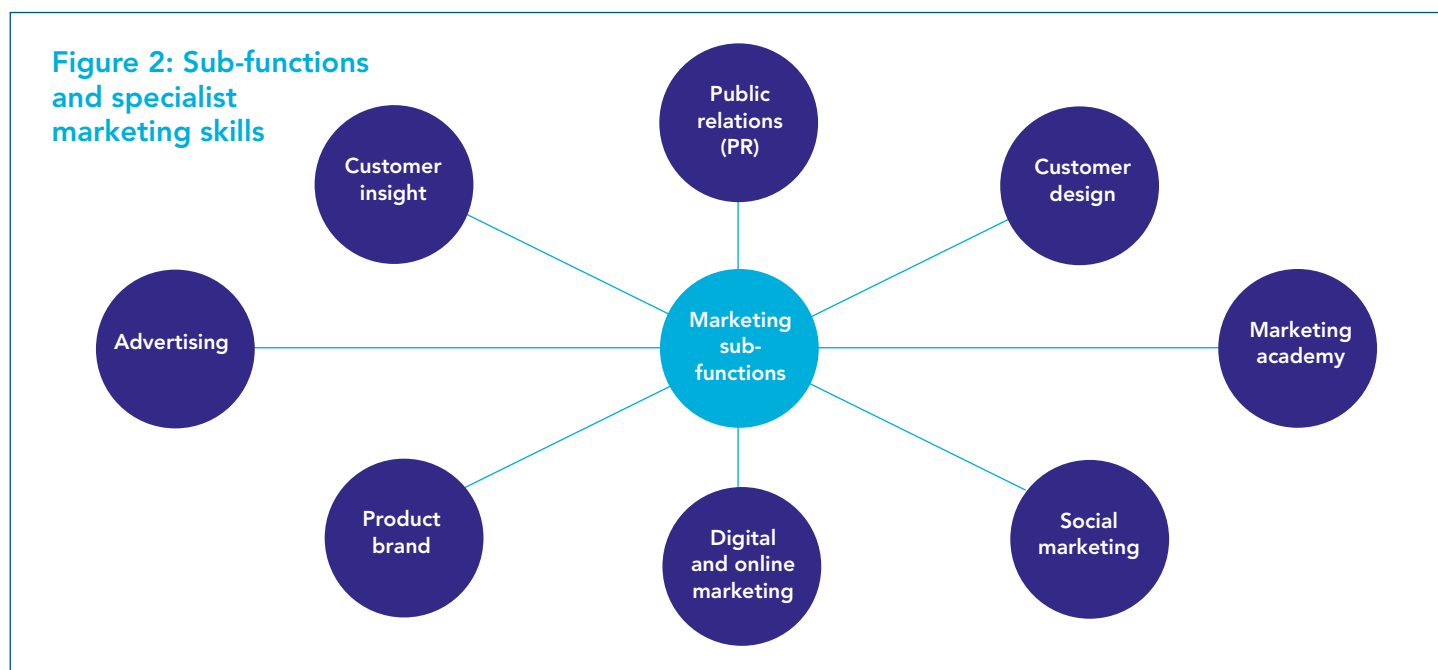 Figure 2: Sub-functions
and specialist
marketing skills
Public
relations
(PR)
Customer
insight
Customer
design
Advertising
Marketing
sub-
functions
Marketing
academy
Product
brand
Digital
and online
marketing
Social
marketing